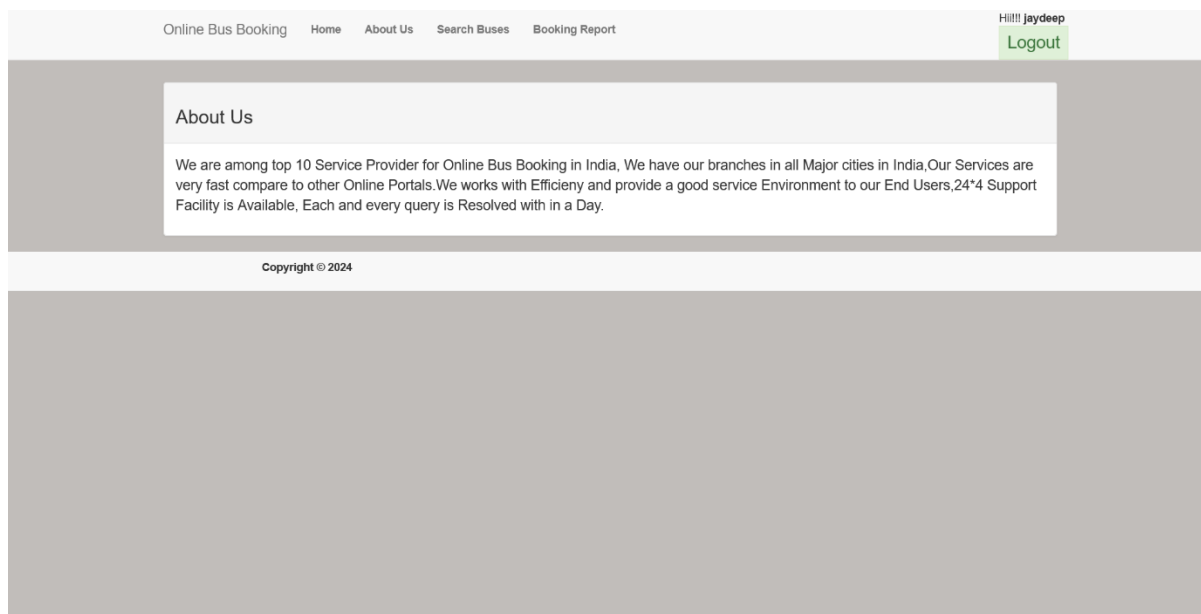 Online Bus Booking Home About Us Search Buses Booking Report
Hii!!! jaydeep
Logout
About Us
We are among top 10 Service Provider for Online Bus Booking in India, We have our branches in all Major cities in India,Our Services are
very fast compare to other Online Portals.We works with Efficieny and provide a good service Environment to our End Users,24*4 Support
Facility is Available, Each and every query is Resolved with in a Day.
Copyright © 2024